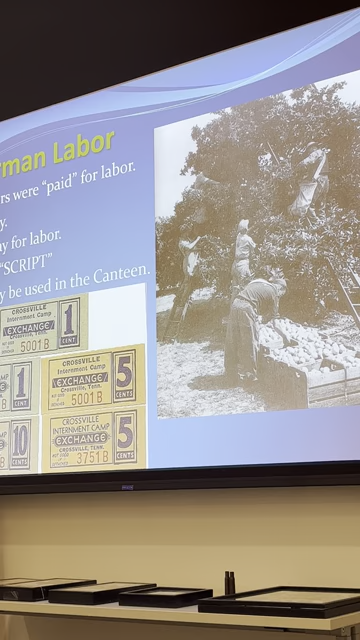 rman Labor
rs were “paid” for labor.
y.
ay for labor.
“SCRIPT”
y be used in the Canteen.
CROSSVILLE
Internment Camp
EXCHANGE
Crossville, Tenn.
5001B
1
CENT
1
CENT
CROSSVILLE
Internment Camp
EXCHANGE
Crossville, Tenn.
5001B
5
CENTS
10
CENTS
CROSSVILLE
INTERNMENT CAMP
EXCHANGE
CROSSVILLE, TENN.
3751B
5
CENTS